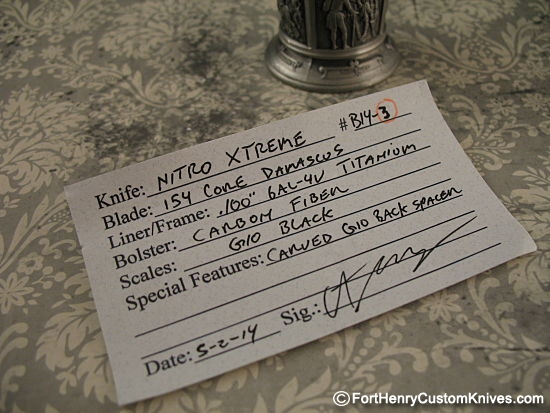 #B14-3
Knife: NITRO XTREME
Blade: 154 CORE DAMASCUS
Liner/Frame: .100" 6AL-4V TITANIUM
Bolster: CARBON FIBER
Scales: G10 BLACK
Special Features: CARVED G10 BACK SPACER
Date: 5-2-14 Sig.:
©FortHenryCustomKnives.com